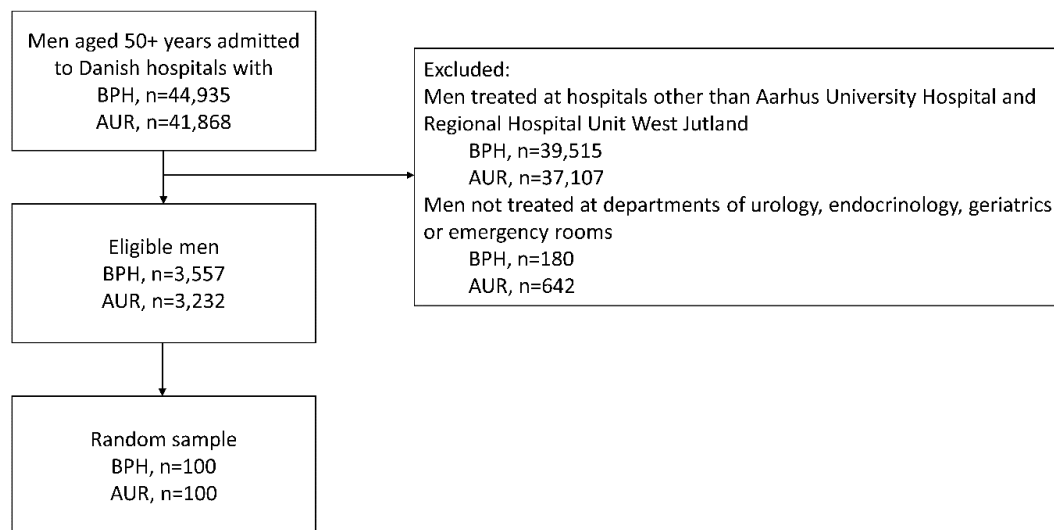 Men aged 50+ years admitted
to Danish hospitals with
BPH, n=44,935
AUR, n=41,868
Excluded:
Men treated at hospitals other than Aarhus University Hospital and
Regional Hospital Unit West Jutland
BPH, n=39,515
AUR, n=37,107
Men not treated at departments of urology, endocrinology, geriatrics
or emergency rooms
BPH, n=180
AUR, n=642
Eligible men
BPH, n=3,557
AUR, n=3,232
Random sample
BPH, n=100
AUR, n=100